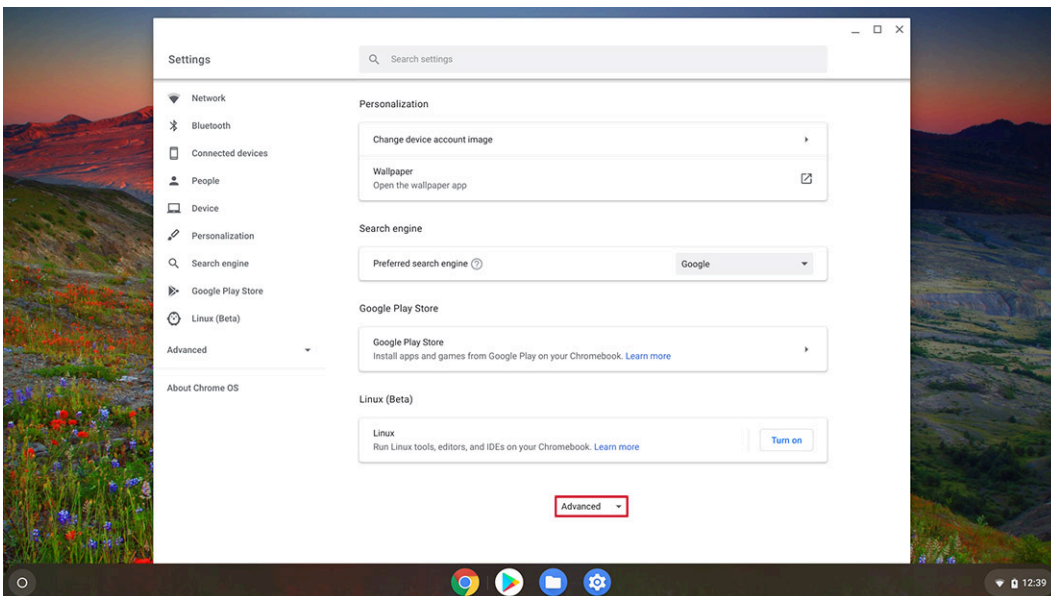 Settings
Search settings
Network
Bluetooth
Connected devices
People
Device
Personalization
Search engine
Google Play Store
Linux (Beta)
Advanced
About Chrome OS
Personalization
Change device account image
Wallpaper
Open the wallpaper app
Search engine
Preferred search engine
Google
Google Play Store
Google Play Store
Install apps and games from Google Play on your Chromebook. Learn more
Linux (Beta)
Linux
Run Linux tools, editors, and IDEs on your Chromebook. Learn more
Turn on
Advanced
12:39